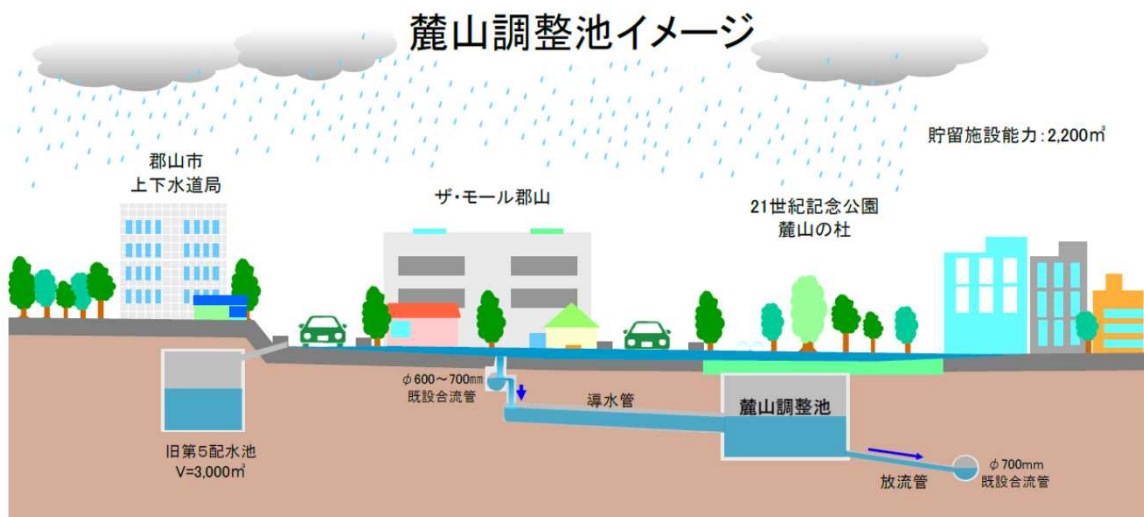 麓山調整池イメージ
貯留施設能力:2,200㎥
郡山市
上下水道局
ザ・モール郡山
21世紀記念公園
麓山の杜
φ600～700㎜
既設合流管
導水管
麓山調整池
旧第5配水池
V=3,000㎥
放流管
φ700mm
既設合流管